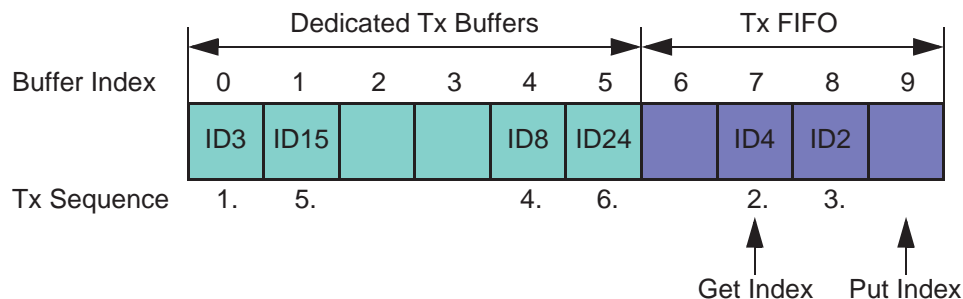 Dedicated Tx Buffers Tx FIFO
Buffer Index 0 1 2 3 4 5 6 7 8 9
ID3 ID15 ID8 ID24 ID4 ID2
Tx Sequence 1. 5. 4. 6. 2. 3.
Get Index Put Index